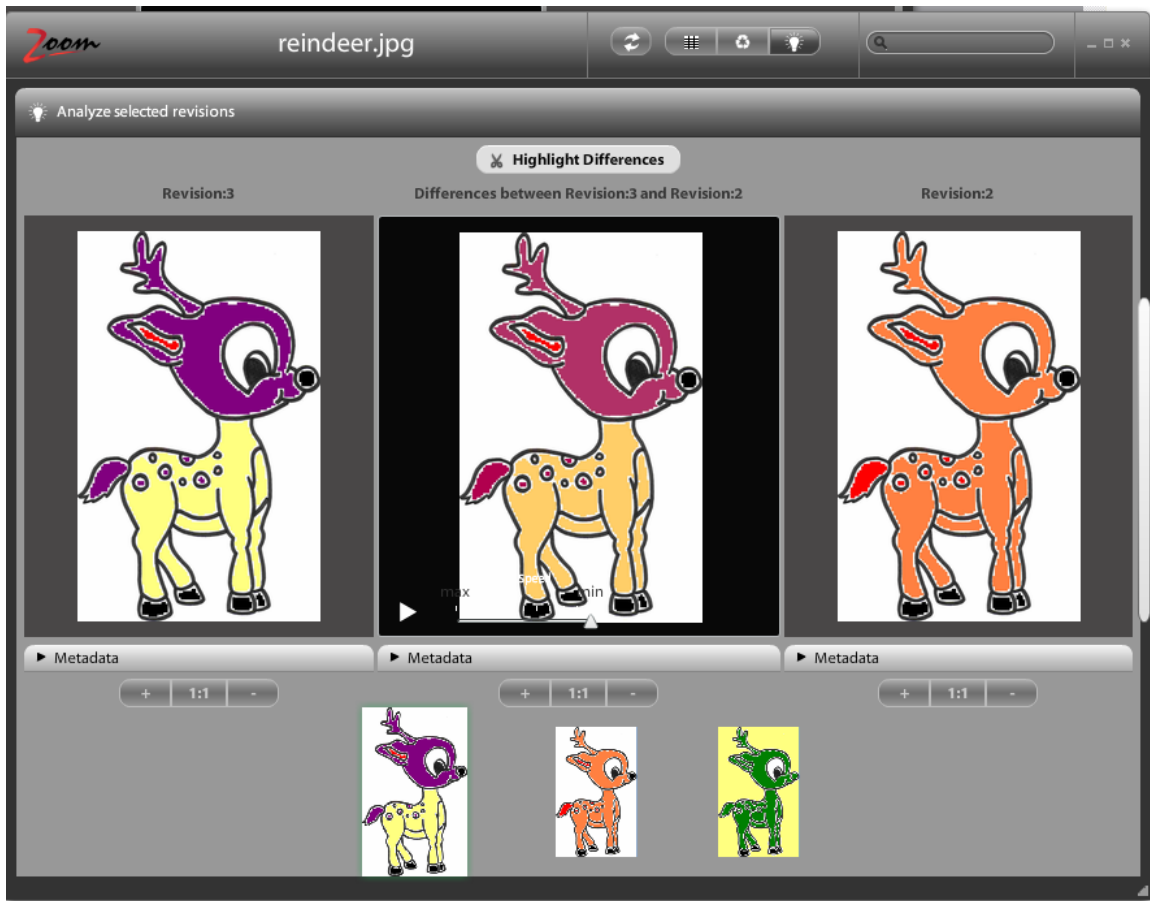 Zoom
reindeer.jpg
Analyze selected revisions
Highlight Differences
Revision:3
Differences between Revision:3 and Revision:2
Revision:2
Speed
max
min
Metadata
Metadata
Metadata
+ 1:1 -
+ 1:1 -
+ 1:1 -